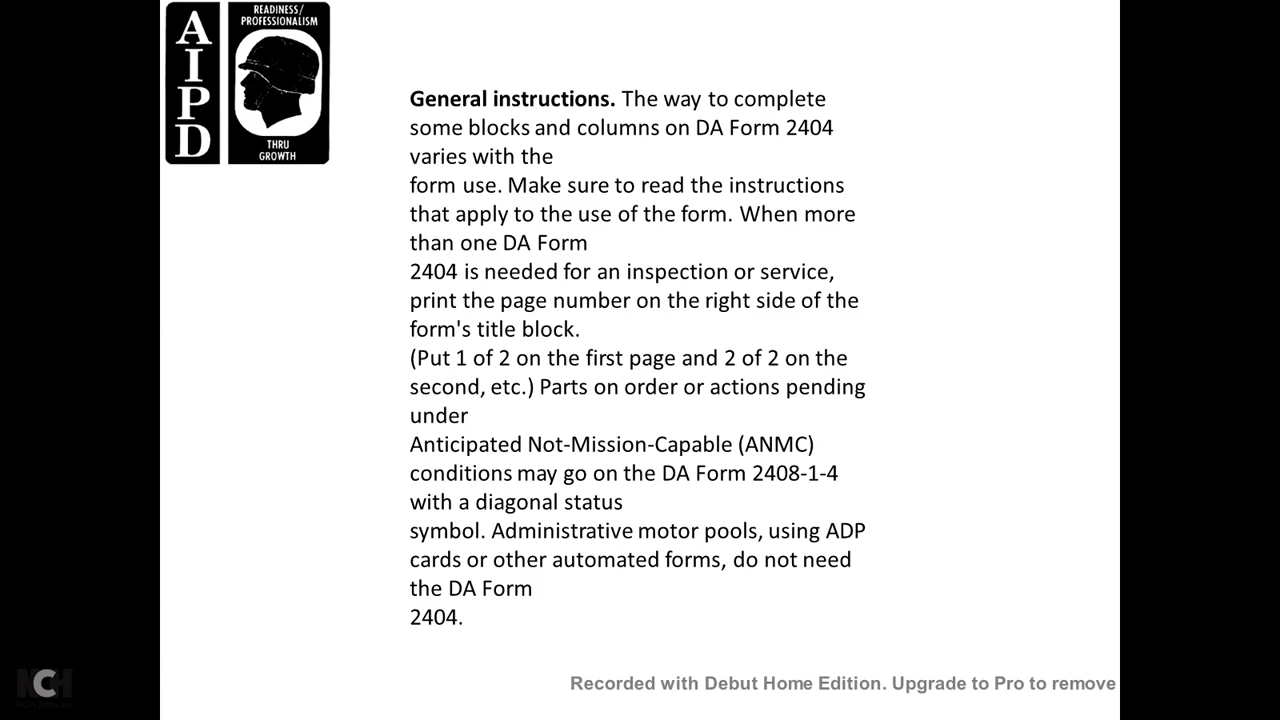 AIPD
READINESS/
PROFESSIONALISM
THRU
GROWTH
General instructions. The way to complete
some blocks and columns on DA Form 2404
varies with the
form use. Make sure to read the instructions
that apply to the use of the form. When more
than one DA Form
2404 is needed for an inspection or service,
print the page number on the right side of the
form's title block.
(Put 1 of 2 on the first page and 2 of 2 on the
second, etc.) Parts on order or actions pending
under
Anticipated Not-Mission-Capable (ANMC)
conditions may go on the DA Form 2408-1-4
with a diagonal status
symbol. Administrative motor pools, using ADP
cards or other automated forms, do not need
the DA Form
2404.
NCH
Recorded with Debut Home Edition. Upgrade to Pro to remove